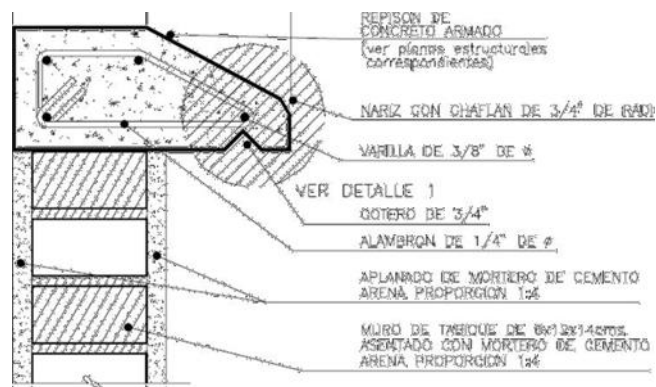 REPISON DE
CONCRETO ARMADO
(ver planos estructurales
correspondientes)
NARIZ CON CHAFLAN DE 3/4" DE
VARILLA DE 3/8" DE ø
VER DETALLE 1
GOTERO DE 3/4"
ALAMBRON DE 1/4" DE ø
APLANADO DE MORTERO DE CEMENTO
ARENA PROPORCION 1:4
MURO DE TABIQUE DE 6x12x14cms.
ASENTADO CON MORTERO DE CEMENTO
ARENA PROPORCION 1:4